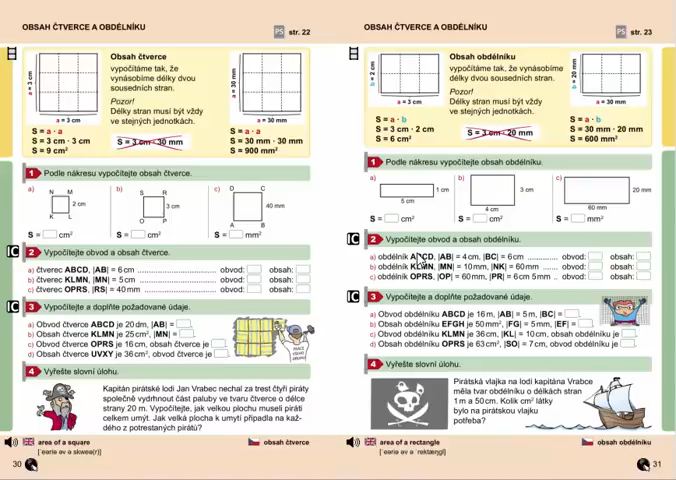 OBSAH ČTVERCE A OBDÉLNÍKU
PS str. 22
a = 3 cm
a = 3 cm
Obsah čtverce
vypočítáme tak, že
vynásobíme délky dvou
sousedních stran.
Pozor!
Délky stran musí být vždy
ve stejných jednotkách.
a = 30 mm
a = 30 mm
S = a · a
S = 3 cm · 3 cm
S = 9 cm²
S = 3 cm · 30 mm
S = a · a
S = 30 mm · 30 mm
S = 900 mm²
1 Podle nákresu vypočítejte obsah čtverce.
a) N M 2 cm K L
b) S R 3 cm O P
c) D C 40 mm A B
S = cm²
S = cm²
S = mm²
2 Vypočítejte obvod a obsah čtverce.
a) čtverec ABCD, |AB| = 6 cm obvod: obsah:
b) čtverec KLMN, |MN| = 5 cm obvod: obsah:
c) čtverec OPRS, |RS| = 40 mm obvod: obsah:
3 Vypočítejte a doplňte požadované údaje.
a) Obvod čtverce ABCD je 20 dm, |AB| = .
b) Obsah čtverce KLMN je 25 cm², |MN| = .
c) Obvod čtverce OPRS je 16 cm, obsah čtverce je .
d) Obsah čtverce UVXY je 36 cm², obvod čtverce je .
4 Vyřešte slovní úlohu.
Kapitán pirátské lodi Jan Vrabec nechal za trest čtyři piráty
společně vydrhnout část paluby ve tvaru čtverce o délce
strany 20 m. Vypočítejte, jak velkou plochu museli piráti
celkem umýt. Jak velká plocha k umytí připadla na kaž-
dého z potrestaných pirátů?
area of a square
obsah čtverce
30
OBSAH ČTVERCE A OBDÉLNÍKU
PS str. 23
b = 2 cm
a = 3 cm
Obsah obdélníku
vypočítáme tak, že vynásobíme
délky dvou sousedních stran.
Pozor!
Délky stran musí být vždy
ve stejných jednotkách.
b = 20 mm
a = 30 mm
S = a · b
S = 3 cm · 2 cm
S = 6 cm²
S = 3 cm · 20 mm
S = a · b
S = 30 mm · 20 mm
S = 600 mm²
1 Podle nákresu vypočítejte obsah obdélníku.
a) 1 cm 5 cm
b) 3 cm 4 cm
c) 20 mm 60 mm
S = cm²
S = cm²
S = mm²
2 Vypočítejte obvod a obsah obdélníku.
a) obdélník ABCD, |AB| = 4 cm, |BC| = 6 cm obvod: obsah:
b) obdélník KLMN, |MN| = 10 mm, |NK| = 60 mm obvod: obsah:
c) obdélník OPRS, |OP| = 60 mm, |PR| = 6 cm 5 mm obvod: obsah:
3 Vypočítejte a doplňte požadované údaje.
a) Obvod obdélníku ABCD je 16 m, |AB| = 5 m, |BC| = .
b) Obsah obdélníku EFGH je 50 mm², |FG| = 5 mm, |EF| = .
c) Obvod obdélníku KLMN je 36 cm, |KL| = 10 cm, obsah obdélníku je .
d) Obsah obdélníku OPRS je 63 cm², |SO| = 7 cm, obvod obdélníku je .
4 Vyřešte slovní úlohu.
Pirátská vlajka na lodi kapitána Vrabce
měla tvar obdélníku o délkách stran
1 m a 50 cm. Kolik cm² látky
bylo na pirátskou vlajku
potřeba?
area of a rectangle
obsah obdélníku
31